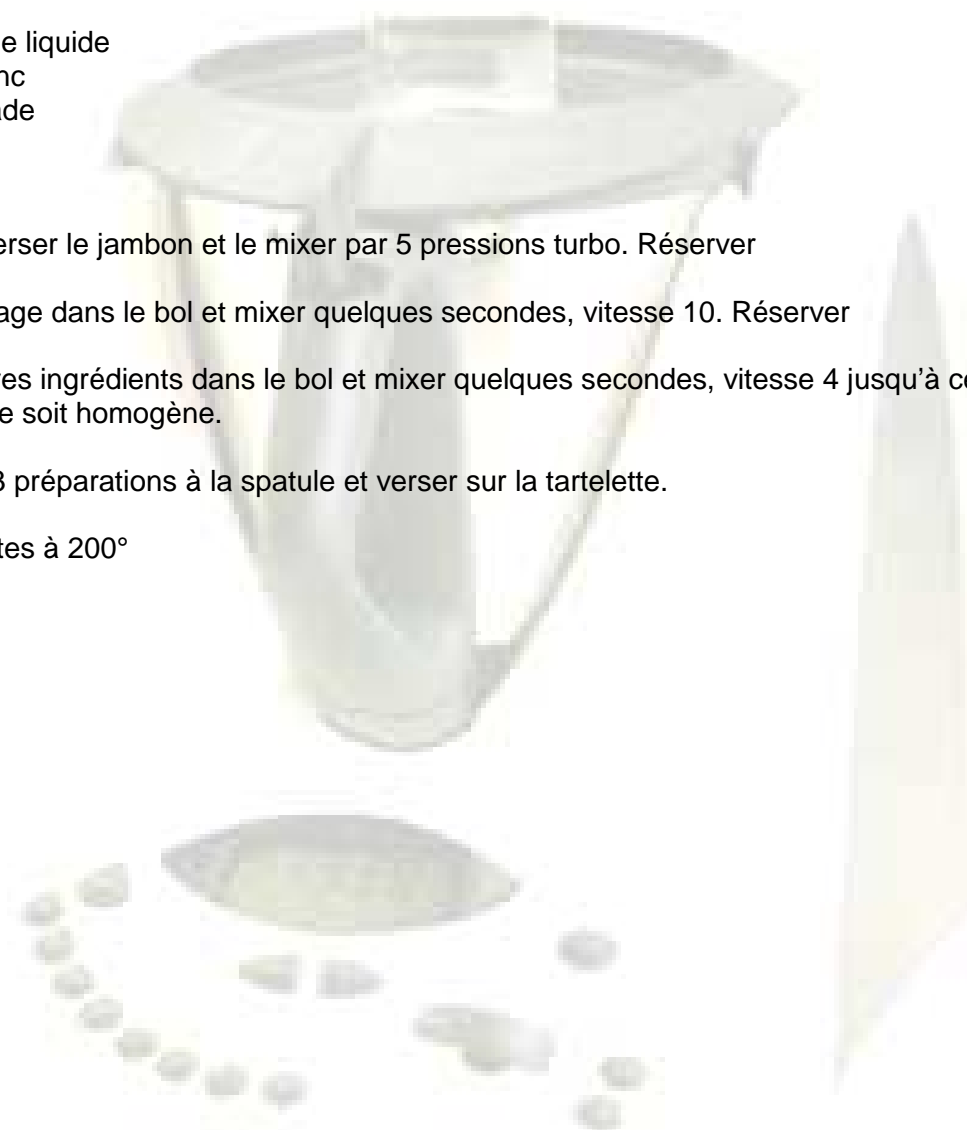 e liquide
nc
ade
erser le jambon et le mixer par 5 pressions turbo. Réserver
age dans le bol et mixer quelques secondes, vitesse 10. Réserver
res ingrédients dans le bol et mixer quelques secondes, vitesse 4 jusqu’à ce
e soit homogène.
3 préparations à la spatule et verser sur la tartelette.
tes à 200°